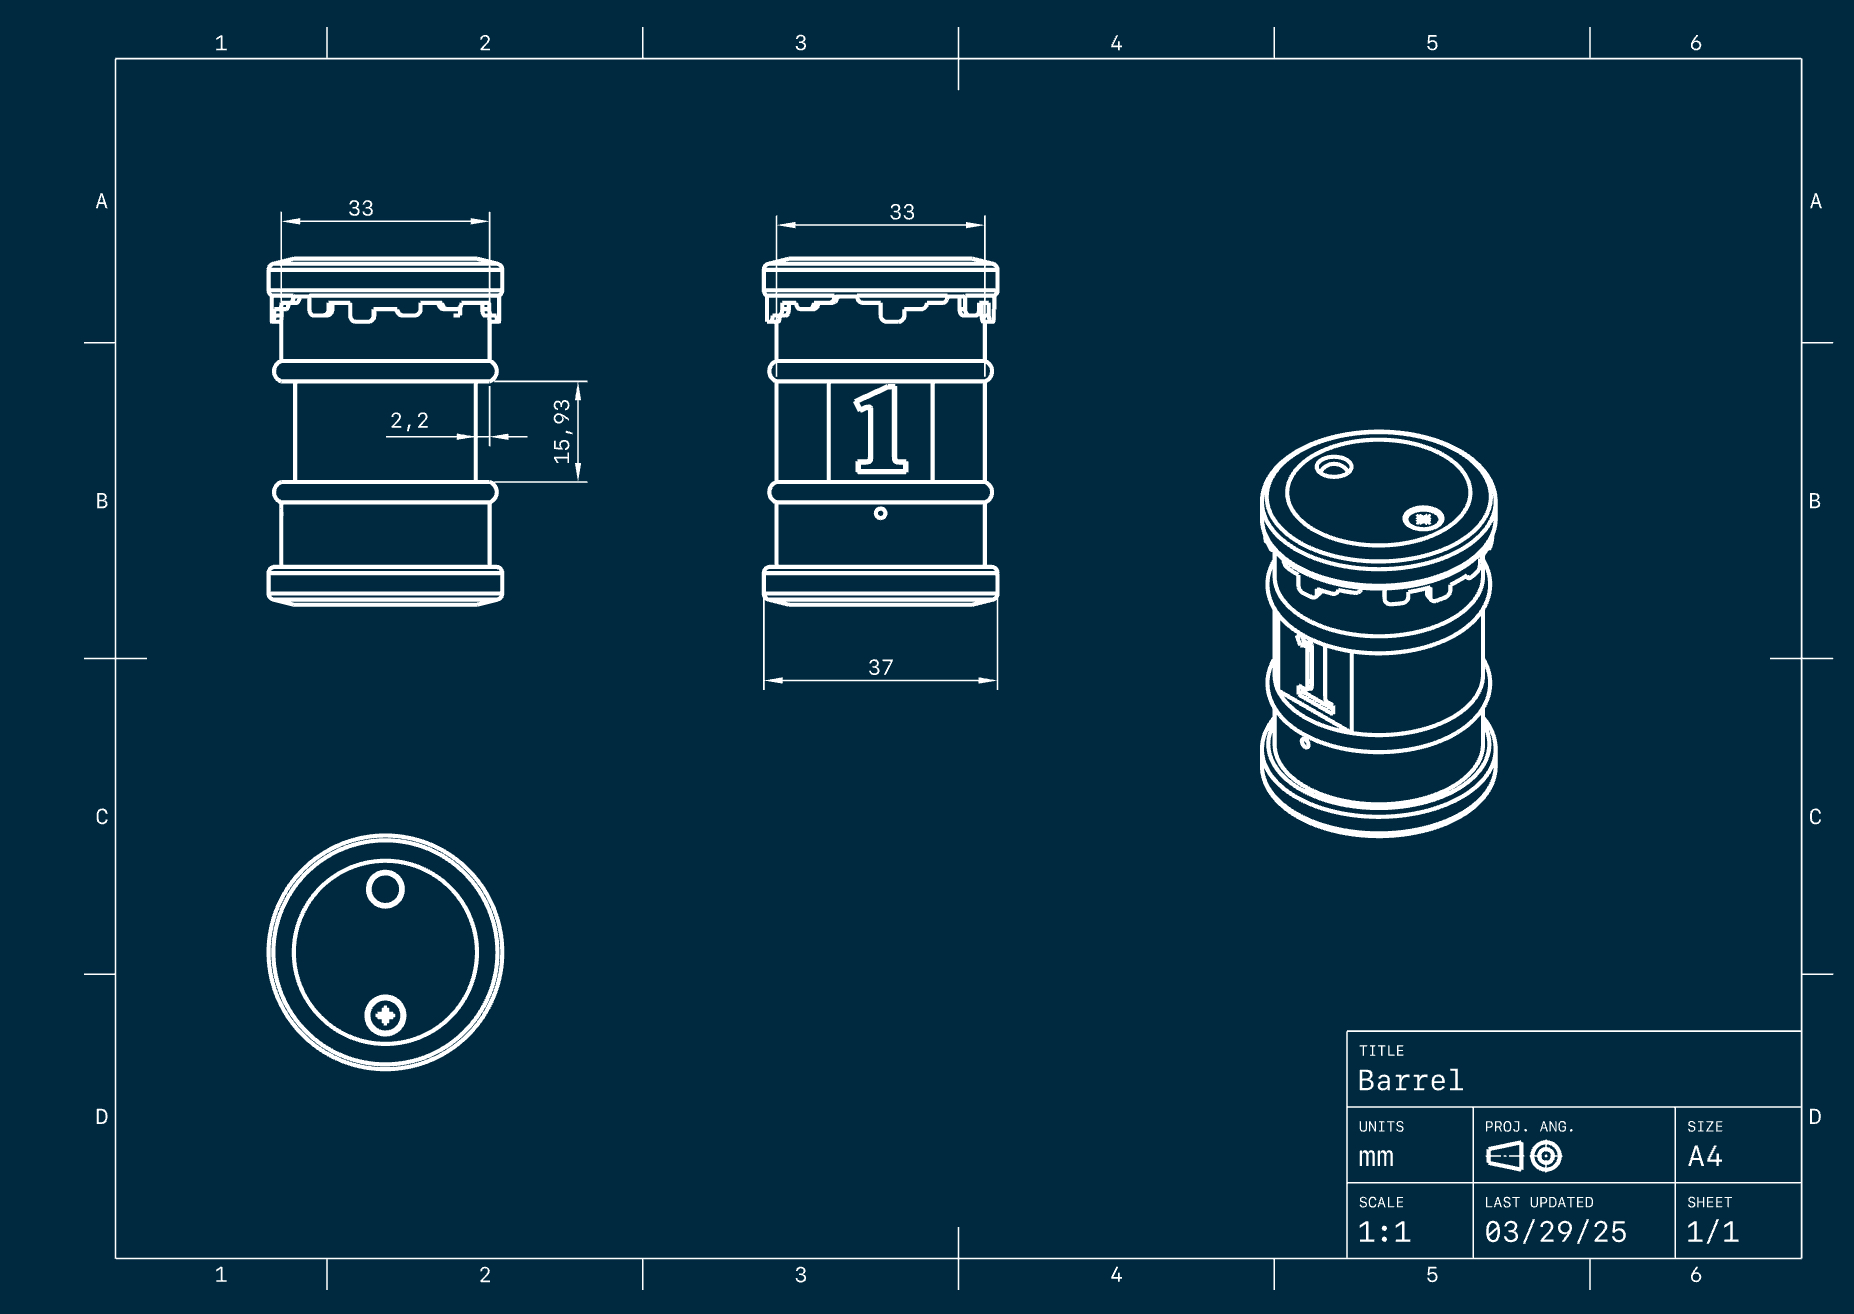 1 2 3 4 5 6
A A
33 33
2,2
15,93
1
B B
1
37
C C
TITLE
Barrel
D D
UNITS PROJ. ANG. SIZE
mm A4
SCALE LAST UPDATED SHEET
1:1 03/29/25 1/1
1 2 3 4 5 6